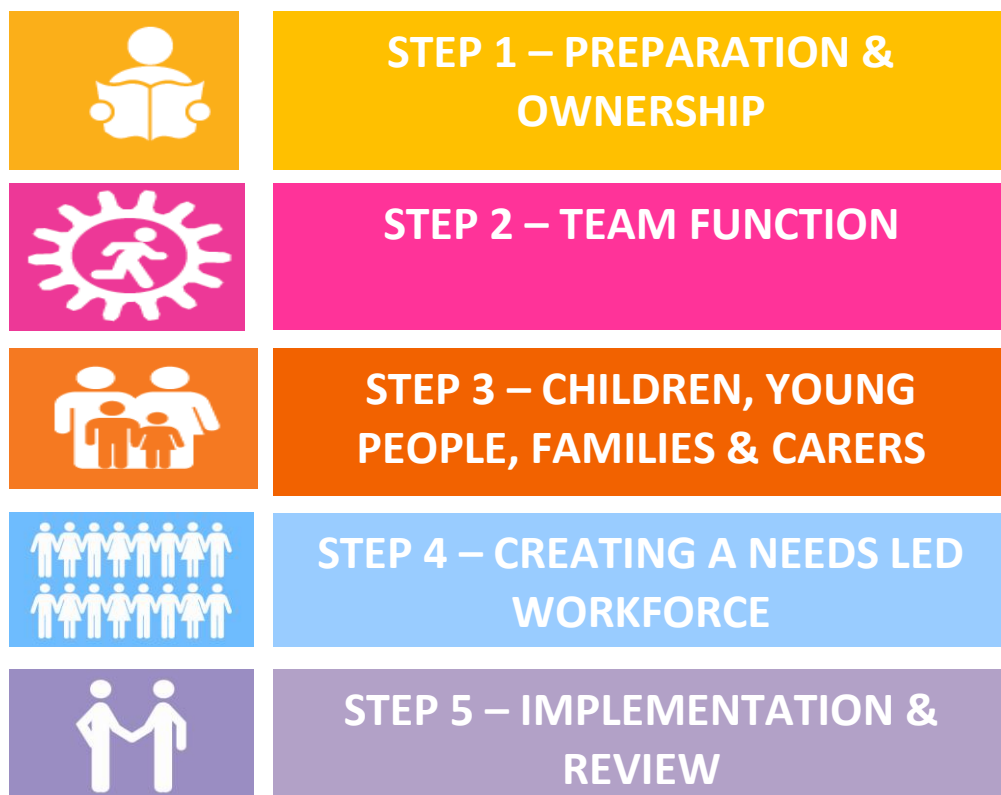 STEP 1 – PREPARATION &
OWNERSHIP
STEP 2 – TEAM FUNCTION
STEP 3 – CHILDREN, YOUNG
PEOPLE, FAMILIES & CARERS
STEP 4 – CREATING A NEEDS LED
WORKFORCE
STEP 5 – IMPLEMENTATION &
REVIEW